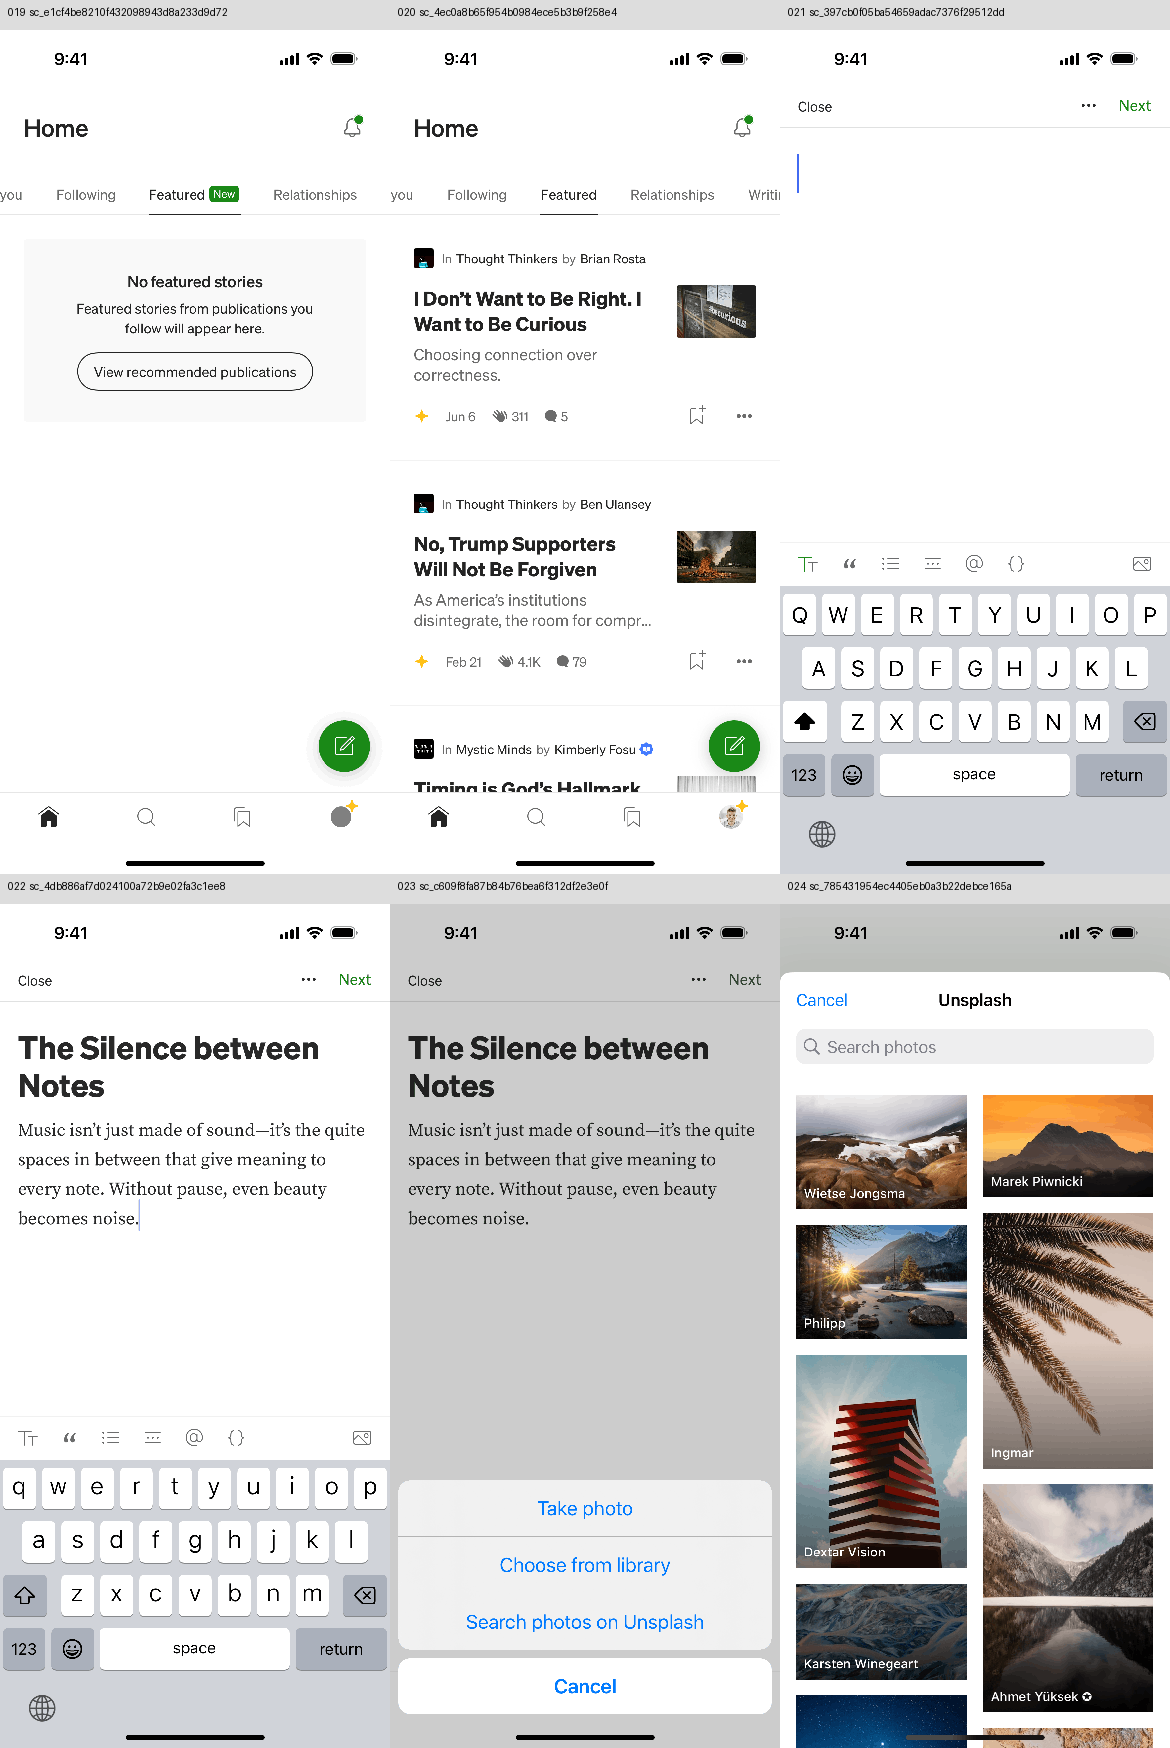 019 sc_e1cf4be8210f432098943d8a233d9d72
9:41
Home
you Following Featured New Relationships
No featured stories
Featured stories from publications you
follow will appear here.
View recommended publications
020 sc_4ec0a8b65f954b0984ece5b3b9f258e4
9:41
Home
you Following Featured Relationships Writi
In Thought Thinkers by Brian Rosta
I Don't Want to Be Right. I
Want to Be Curious
Choosing connection over
correctness.
Jun 6 311 5
In Thought Thinkers by Ben Ulansey
No, Trump Supporters
Will Not Be Forgiven
As America's institutions
disintegrate, the room for compr...
Feb 21 4.1K 79
In Mystic Minds by Kimberly Fosu
Timing is God's Hallmark
021 sc_397cb0f05ba54659adac7376f29512dd
9:41
Close ... Next
TT “ @ {}
Q W E R T Y U I O P
A S D F G H J K L
Z X C V B N M
123 space return
022 sc_4db886af7d024100a72b9e02fa3c1ee8
9:41
Close ... Next
The Silence between
Notes
Music isn't just made of sound—it's the quite
spaces in between that give meaning to
every note. Without pause, even beauty
becomes noise.
TT “ @ {}
q w e r t y u i o p
a s d f g h j k l
z x c v b n m
123 space return
023 sc_c609f8fa87b84b76bea6f312df2e3e0f
9:41
Close ... Next
The Silence between
Notes
Music isn't just made of sound—it's the quite
spaces in between that give meaning to
every note. Without pause, even beauty
becomes noise.
Take photo
Choose from library
Search photos on Unsplash
Cancel
024 sc_785431954ec4405eb0a3b22debce165a
9:41
Cancel Unsplash
Search photos
Wietse Jongsma
Marek Piwnicki
Philipp
Ingmar
Dextar Vision
Karsten Winegeart
Ahmet Yüksek